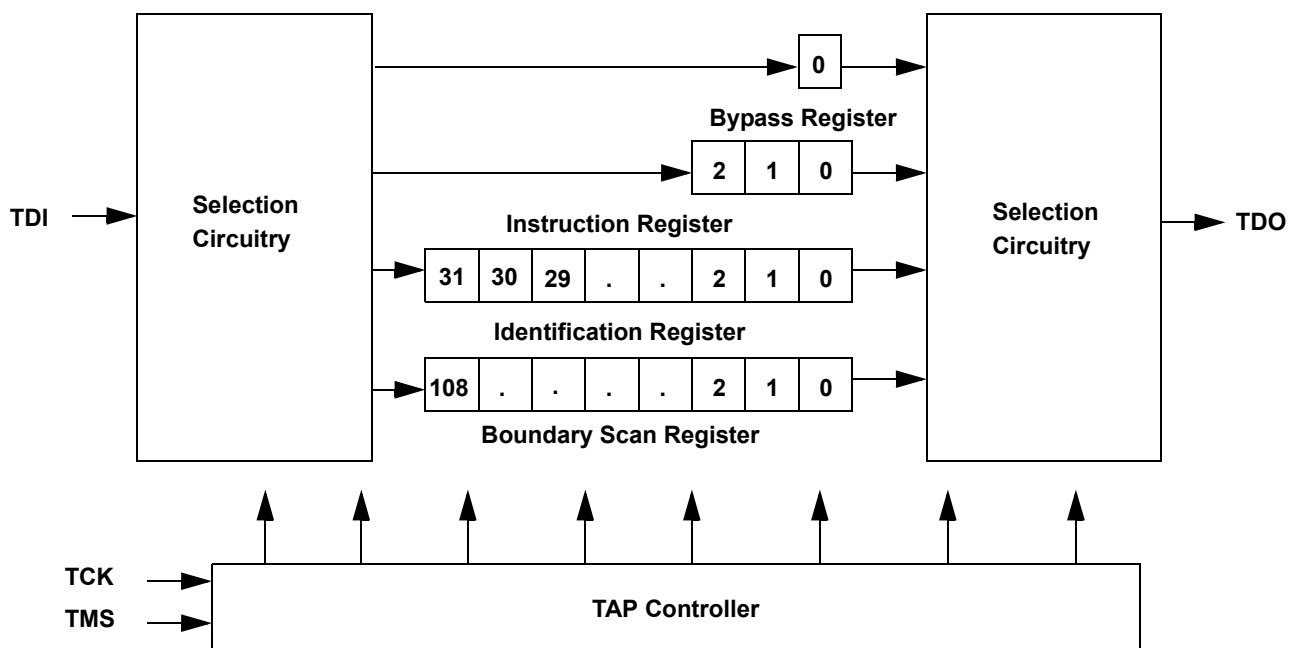 0
Bypass Register
2 1 0
TDI
Selection
Circuitry
Selection
Circuitry
TDO
Instruction Register
31 30 29 . . 2 1 0
Identification Register
108 . . . . 2 1 0
Boundary Scan Register
TCK
TMS
TAP Controller